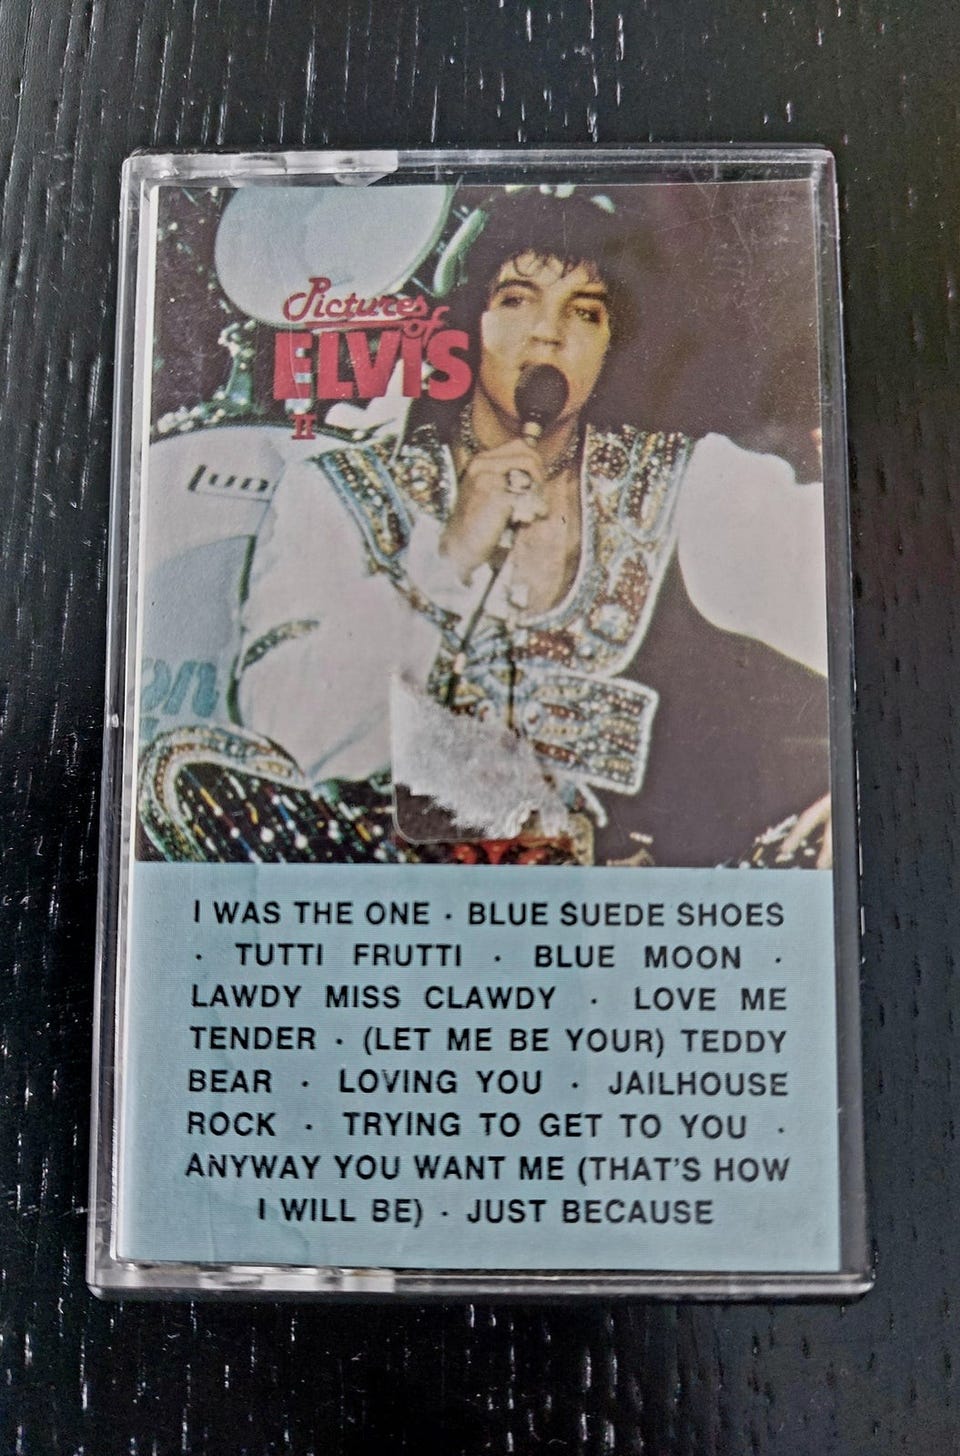 Pictures
of
ELVIS
II
I WAS THE ONE · BLUE SUEDE SHOES
· TUTTI FRUTTI · BLUE MOON ·
LAWDY MISS CLAWDY · LOVE ME
TENDER · (LET ME BE YOUR) TEDDY
BEAR · LOVING YOU · JAILHOUSE
ROCK · TRYING TO GET TO YOU ·
ANYWAY YOU WANT ME (THAT'S HOW
I WILL BE) · JUST BECAUSE